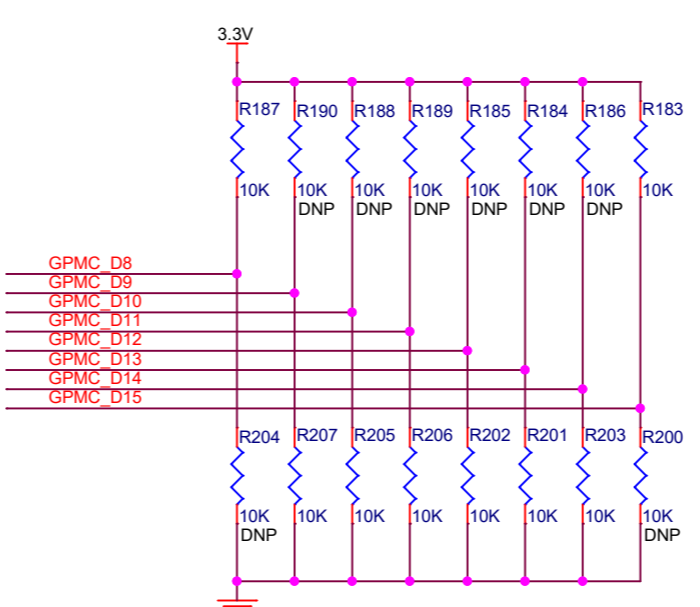 3.3V
R187 R190 R188 R189 R185 R184 R186 R183
10K 10K 10K 10K 10K 10K 10K 10K
DNP DNP DNP DNP DNP DNP
GPMC_D8
GPMC_D9
GPMC_D10
GPMC_D11
GPMC_D12
GPMC_D13
GPMC_D14
GPMC_D15
R204 R207 R205 R206 R202 R201 R203 R200
10K 10K 10K 10K 10K 10K 10K 10K
DNP DNP